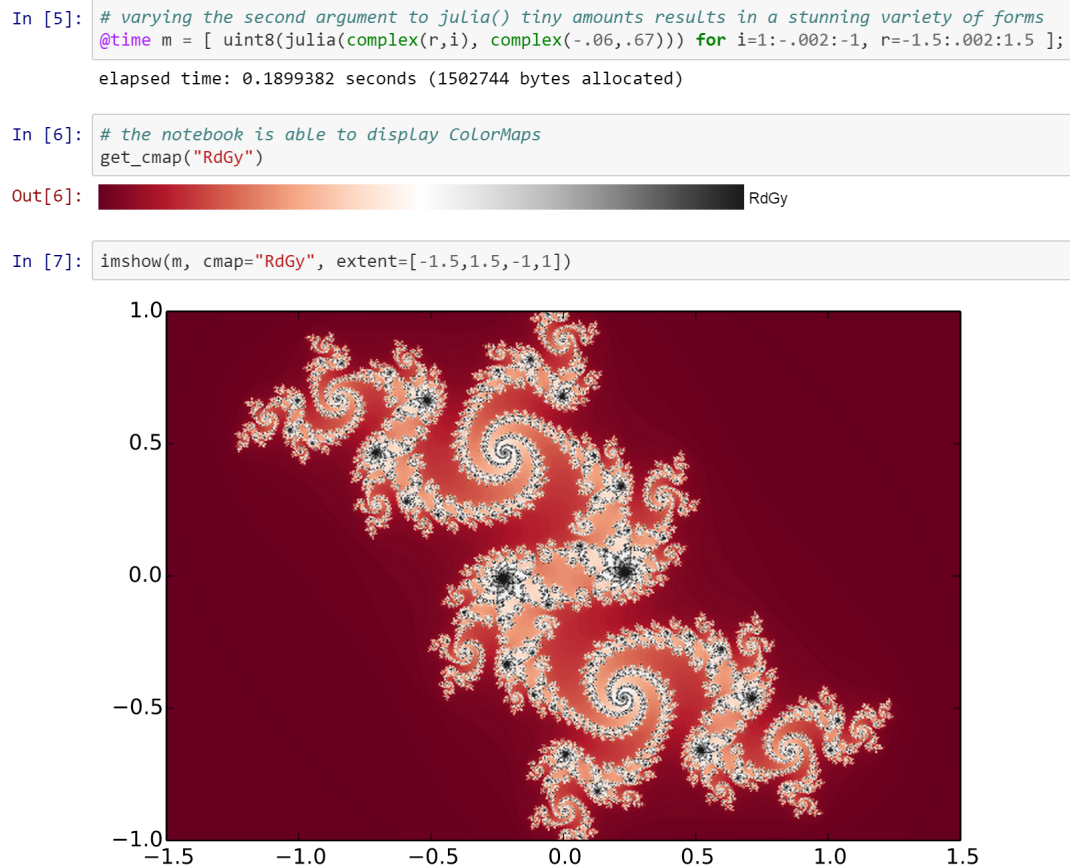 In [5]: # varying the second argument to julia() tiny amounts results in a stunning variety of forms
@time m = [ uint8(julia(complex(r,i), complex(-.06,.67))) for i=1:-.002:-1, r=-1.5:.002:1.5 ];
elapsed time: 0.1899382 seconds (1502744 bytes allocated)
In [6]: # the notebook is able to display ColorMaps
get_cmap("RdGy")
Out[6]: RdGy
In [7]: imshow(m, cmap="RdGy", extent=[-1.5,1.5,-1,1])
1.0
0.5
0.0
−0.5
−1.0
−1.5 −1.0 −0.5 0.0 0.5 1.0 1.5